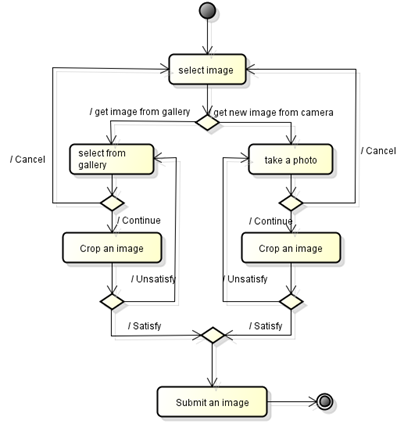 select image
/ get image from gallery
get new image from camera
select from
gallery
take a photo
/ Cancel
/ Cancel
/ Continue
/ Continue
Crop an image
Crop an image
/ Unsatisfy
/ Unsatisfy
/ Satisfy
/ Satisfy
Submit an image